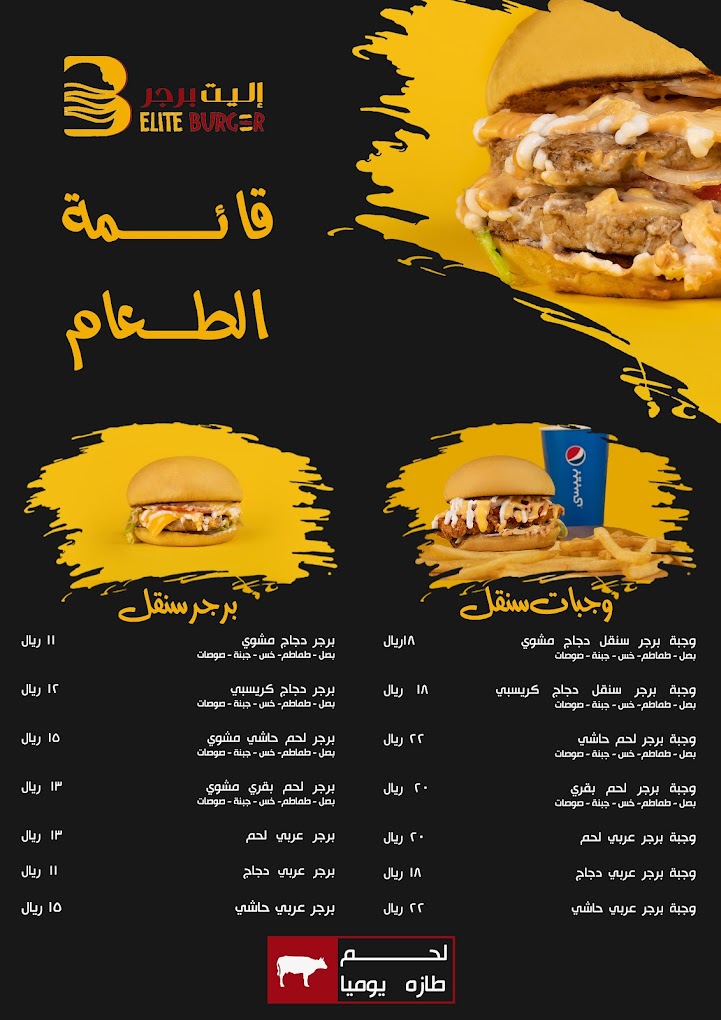 إليت برجر
ELITE BURGER
قائمة
الطعام
بيبسي
وجبات سنقل
وجبة برجر سنقل دجاج مشوي ١٨ريال
بصل - طماطم- خس - جبنة - صوصات
وجبة برجر سنقل دجاج كريسبي ١٨ ريال
بصل - طماطم- خس - جبنة - صوصات
وجبة برجر لحم حاشي ٢٢ ريال
بصل - طماطم- خس - جبنة - صوصات
وجبة برجر لحم بقري ٢٠ ريال
بصل - طماطم- خس - جبنة - صوصات
وجبة برجر عربي لحم ٢٠ ريال
وجبة برجر عربي دجاج ١٨ ريال
وجبة برجر عربي حاشي ٢٢ ريال
برجر سنقل
برجر دجاج مشوي ١١ ريال
بصل - طماطم- خس - جبنة - صوصات
برجر دجاج كريسبي ١٢ ريال
بصل - طماطم- خس - جبنة - صوصات
برجر لحم حاشي مشوي ١٥ ريال
بصل - طماطم- خس - جبنة - صوصات
برجر لحم بقري مشوي ١٣ ريال
بصل - طماطم- خس - جبنة - صوصات
برجر عربي لحم ١٣ ريال
برجر عربي دجاج ١١ ريال
برجر عربي حاشي ١٥ ريال
لحم
طازه يوميا